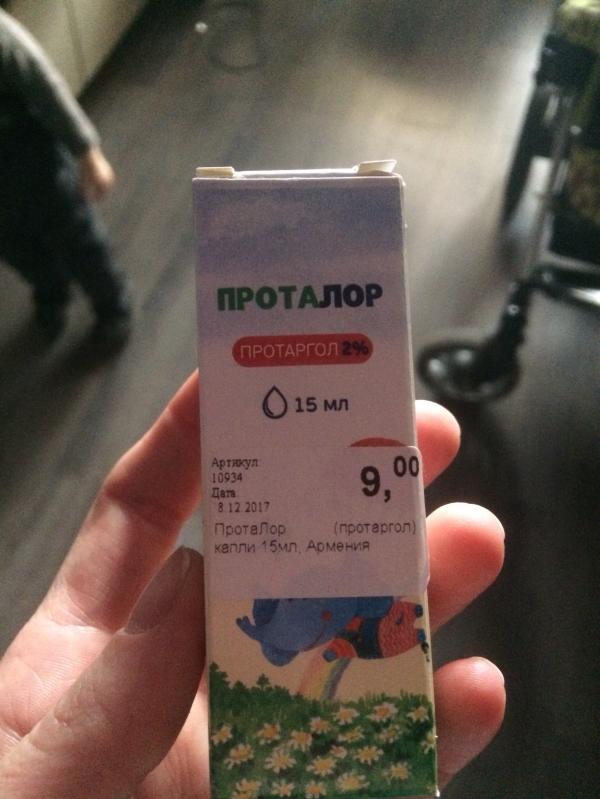 ПРОТАЛОР
ПРОТАРГОЛ 2%
15 мл
Артикул:
10934
Дата:
8.12.2017
9,00
ПротаЛор (протаргол)
капли 15мл, Армения